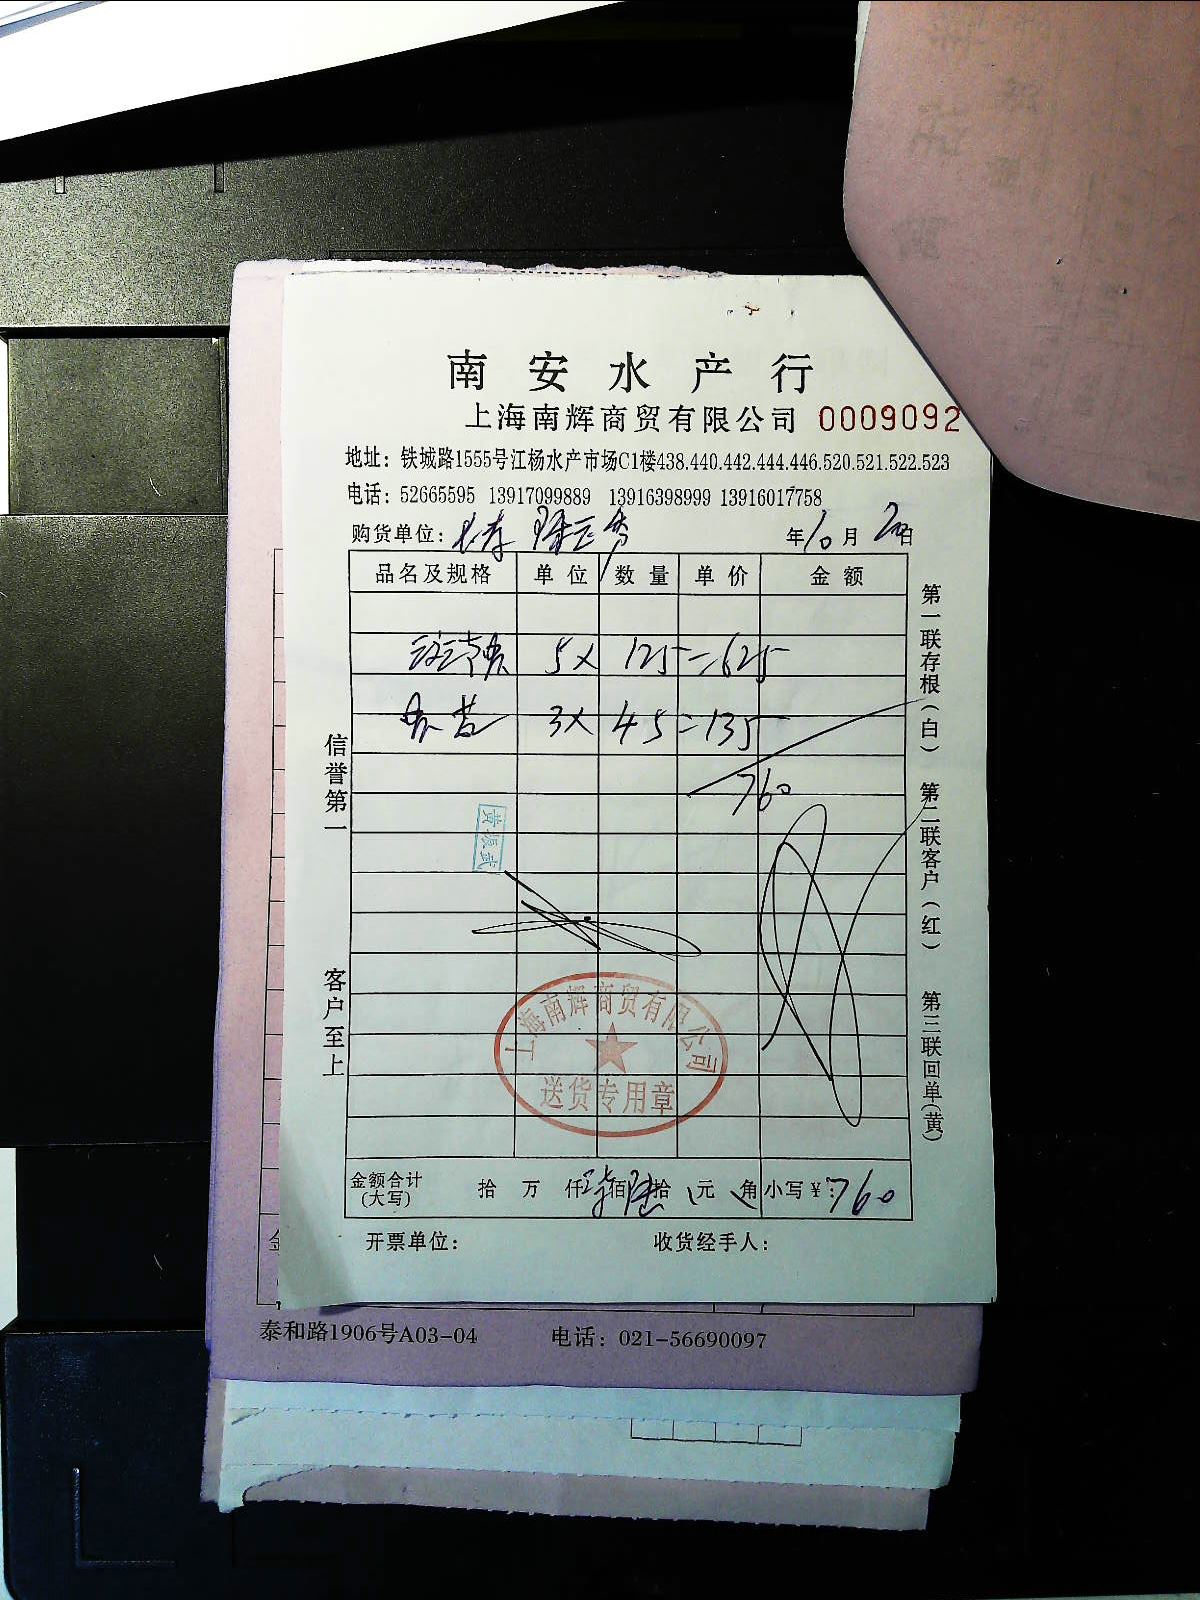 南安水产行
上海南辉商贸有限公司 0009092
地址：铁城路1555号江杨水产市场C1楼438.440.442.444.446.520.521.522.523
电话：52665595 13917099889 13916398999 13916017758
购货单位： 年10月20日
品名及规格 单位 数量 单价 金额
5× 125=625
3× 45=135
760
信誉第一
客户至上
第一联存根（白）
第二联客户（红）
第三联回单（黄）
上海南辉商贸有限公司
送货专用章
金额合计（大写） 拾 万 仟 佰 拾 元 角 小写￥：760
开票单位： 收货经手人：
泰和路1906号A03-04 电话：021-56690097